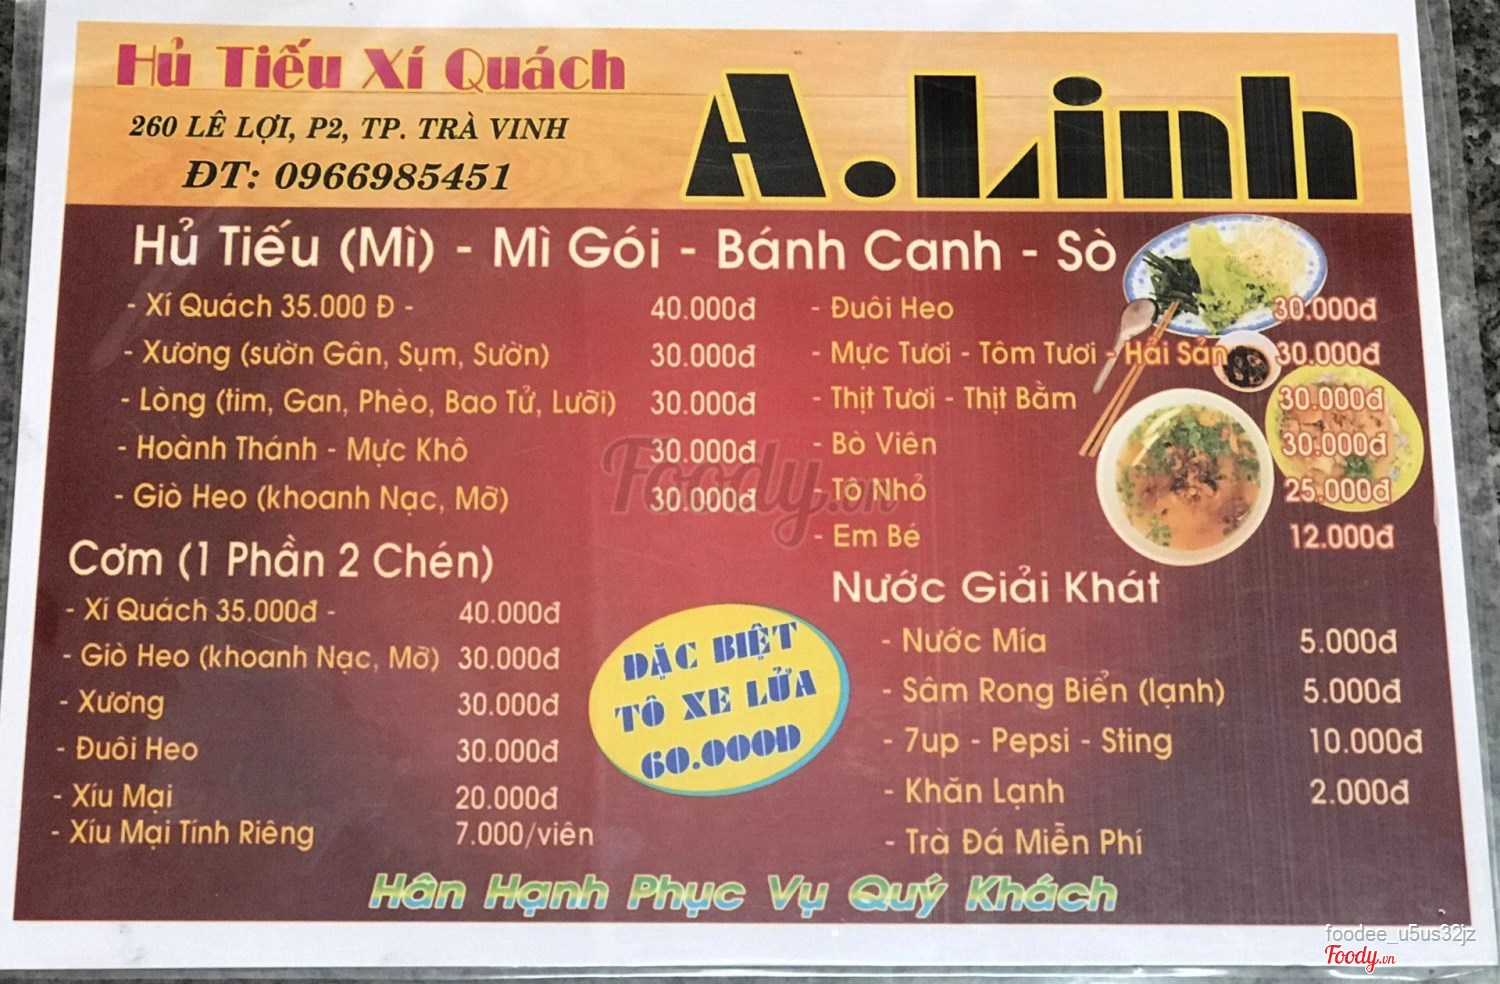 Hủ Tiếu Xí Quách
260 LÊ LỢI, P2, TP. TRÀ VINH
ĐT: 0966985451
A.Linh
Hủ Tiếu (Mì) - Mì Gói - Bánh Canh - Sò
- Xí Quách 35.000 Đ - 40.000đ
- Xương (sườn Gân, Sụm, Sườn) 30.000đ
- Lòng (tim, Gan, Phèo, Bao Tử, Lưỡi) 30.000đ
- Hoành Thánh - Mực Khô 30.000đ
- Giò Heo (khoanh Nạc, Mỡ) 30.000đ
- Đuôi Heo 30.000đ
- Mực Tươi - Tôm Tươi - Hải Sản 30.000đ
- Thịt Tươi - Thịt Bằm 30.000đ
- Bò Viên 30.000đ
- Tô Nhỏ 25.000đ
- Em Bé 12.000đ
Cơm (1 Phần 2 Chén)
- Xí Quách 35.000đ - 40.000đ
- Giò Heo (khoanh Nạc, Mỡ) 30.000đ
- Xương 30.000đ
- Đuôi Heo 30.000đ
- Xíu Mại 20.000đ
- Xíu Mại Tính Riêng 7.000/viên
ĐẶC BIỆT
TÔ XE LỬA
60.000Đ
Nước Giải Khát
- Nước Mía 5.000đ
- Sâm Rong Biển (lạnh) 5.000đ
- 7up - Pepsi - Sting 10.000đ
- Khăn Lạnh 2.000đ
- Trà Đá Miễn Phí
Hân Hạnh Phục Vụ Quý Khách
Foody.vn
foodee_u5us32jz
Foody.vn